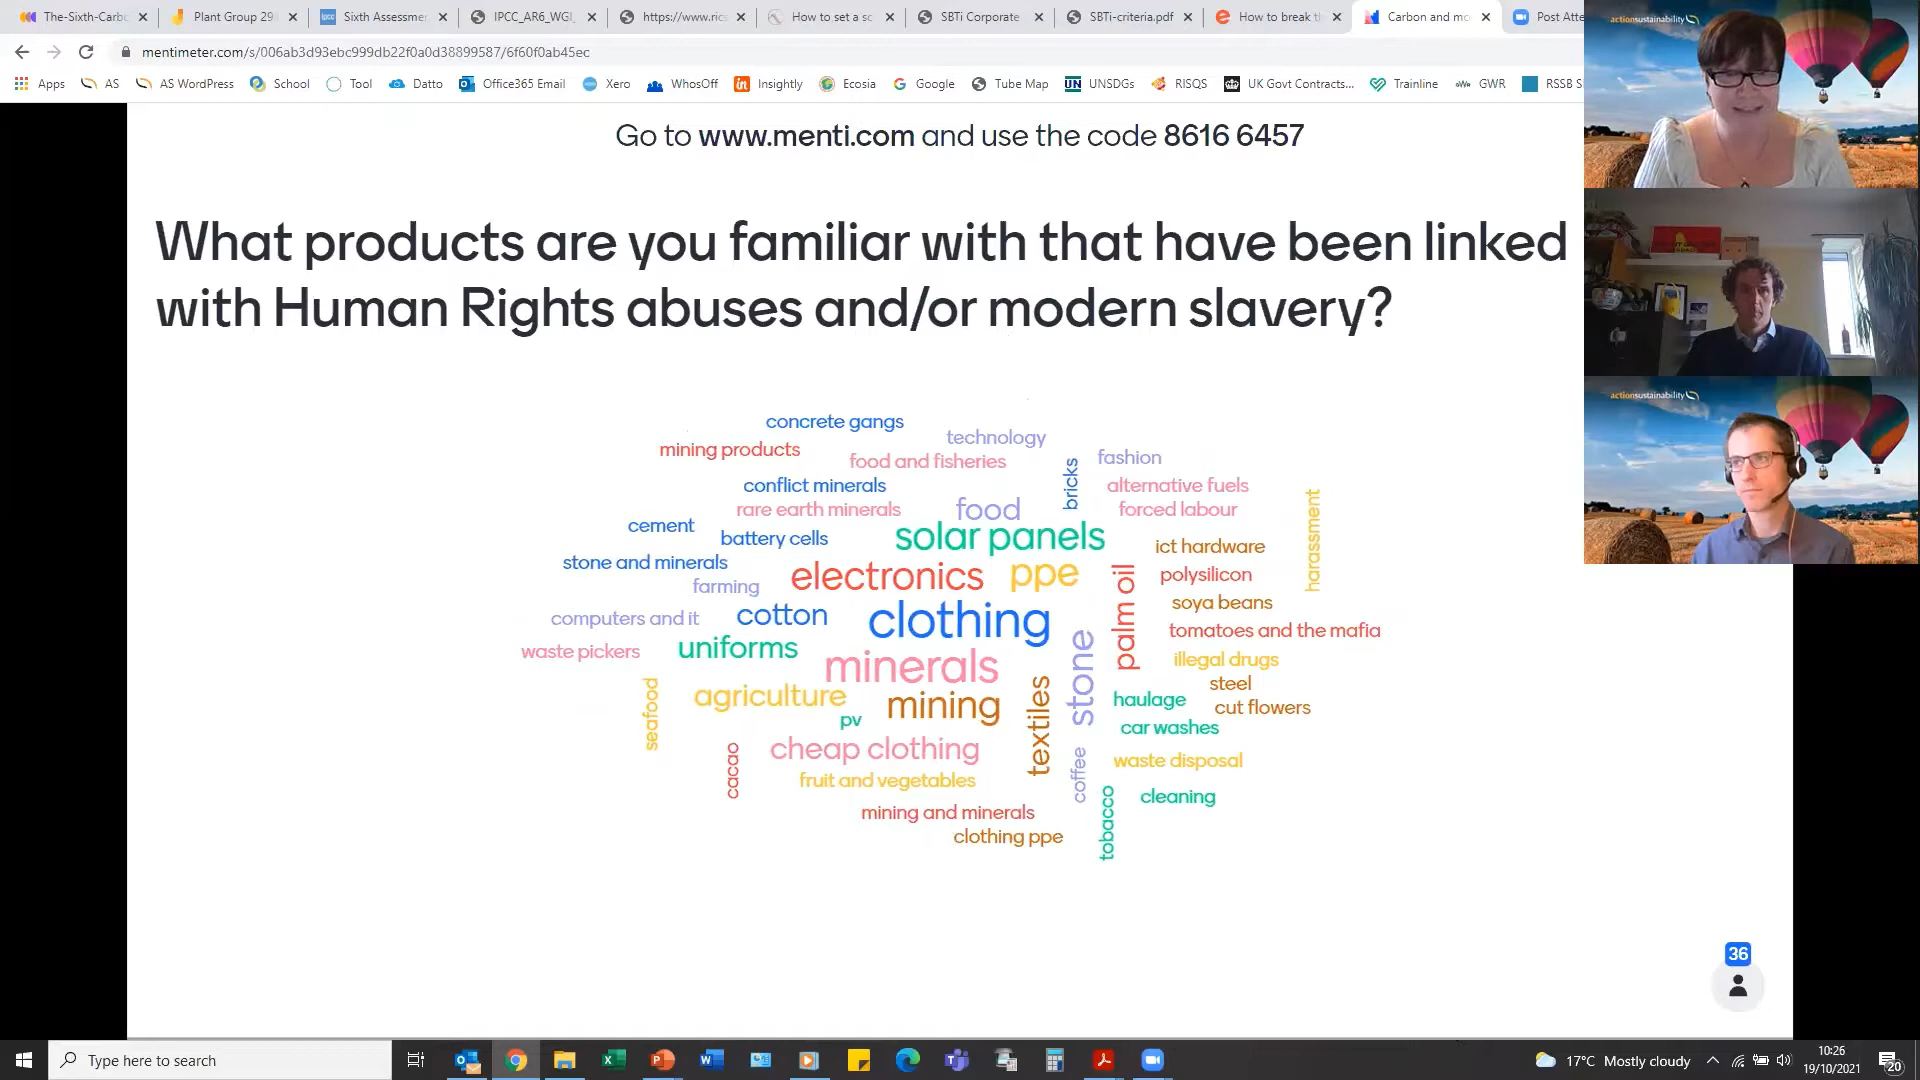 The-Sixth-Carbo
Plant Group 29
Sixth Assessmen
IPCC_AR6_WGI_
https://www.rics
How to set a sc
SBTi Corporate
SBTi-criteria.pdf
How to break th
Carbon and mo
Post Atte
mentimeter.com/s/006ab3d93ebc999db22f0a0d38899587/6f60f0ab45ec
Apps
AS
AS WordPress
School
Tool
Datto
Office365 Email
Xero
WhosOff
Insightly
Ecosia
Google
Tube Map
UNSDGs
RISQS
UK Govt Contracts...
Trainline
GWR
RSSB S
actionsustainability
actionsustainability
Go to www.menti.com and use the code 8616 6457
What products are you familiar with that have been linked
with Human Rights abuses and/or modern slavery?
concrete gangs
technology
mining products
food and fisheries
fashion
bricks
conflict minerals
alternative fuels
rare earth minerals
food
forced labour
harassment
cement
battery cells
solar panels
ict hardware
stone and minerals
electronics
ppe
polysilicon
farming
palm oil
soya beans
computers and it
cotton
clothing
tomatoes and the mafia
waste pickers
uniforms
minerals
stone
illegal drugs
steel
seafood
agriculture
mining
textiles
haulage
cut flowers
pv
car washes
cacao
cheap clothing
coffee
waste disposal
fruit and vegetables
tobacco
cleaning
mining and minerals
clothing ppe
36
Type here to search
17°C Mostly cloudy
10:26
19/10/2021
20